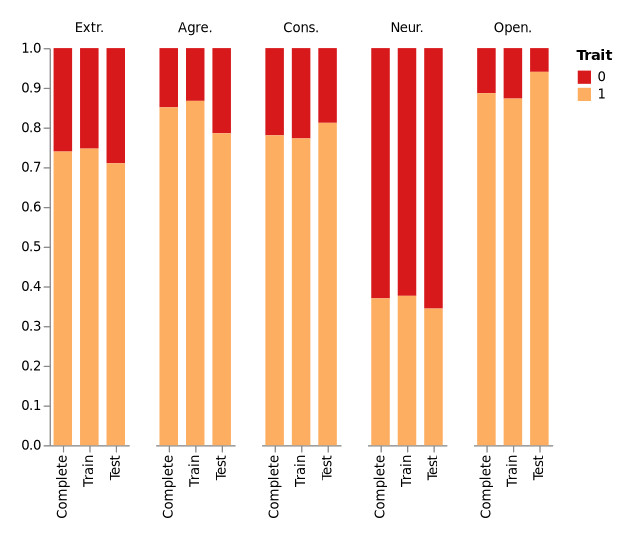 Extr. Agre. Cons. Neur. Open.
Trait
0
1
1.0
0.9
0.8
0.7
0.6
0.5
0.4
0.3
0.2
0.1
0.0
Complete
Train
Test
Complete
Train
Test
Complete
Train
Test
Complete
Train
Test
Complete
Train
Test